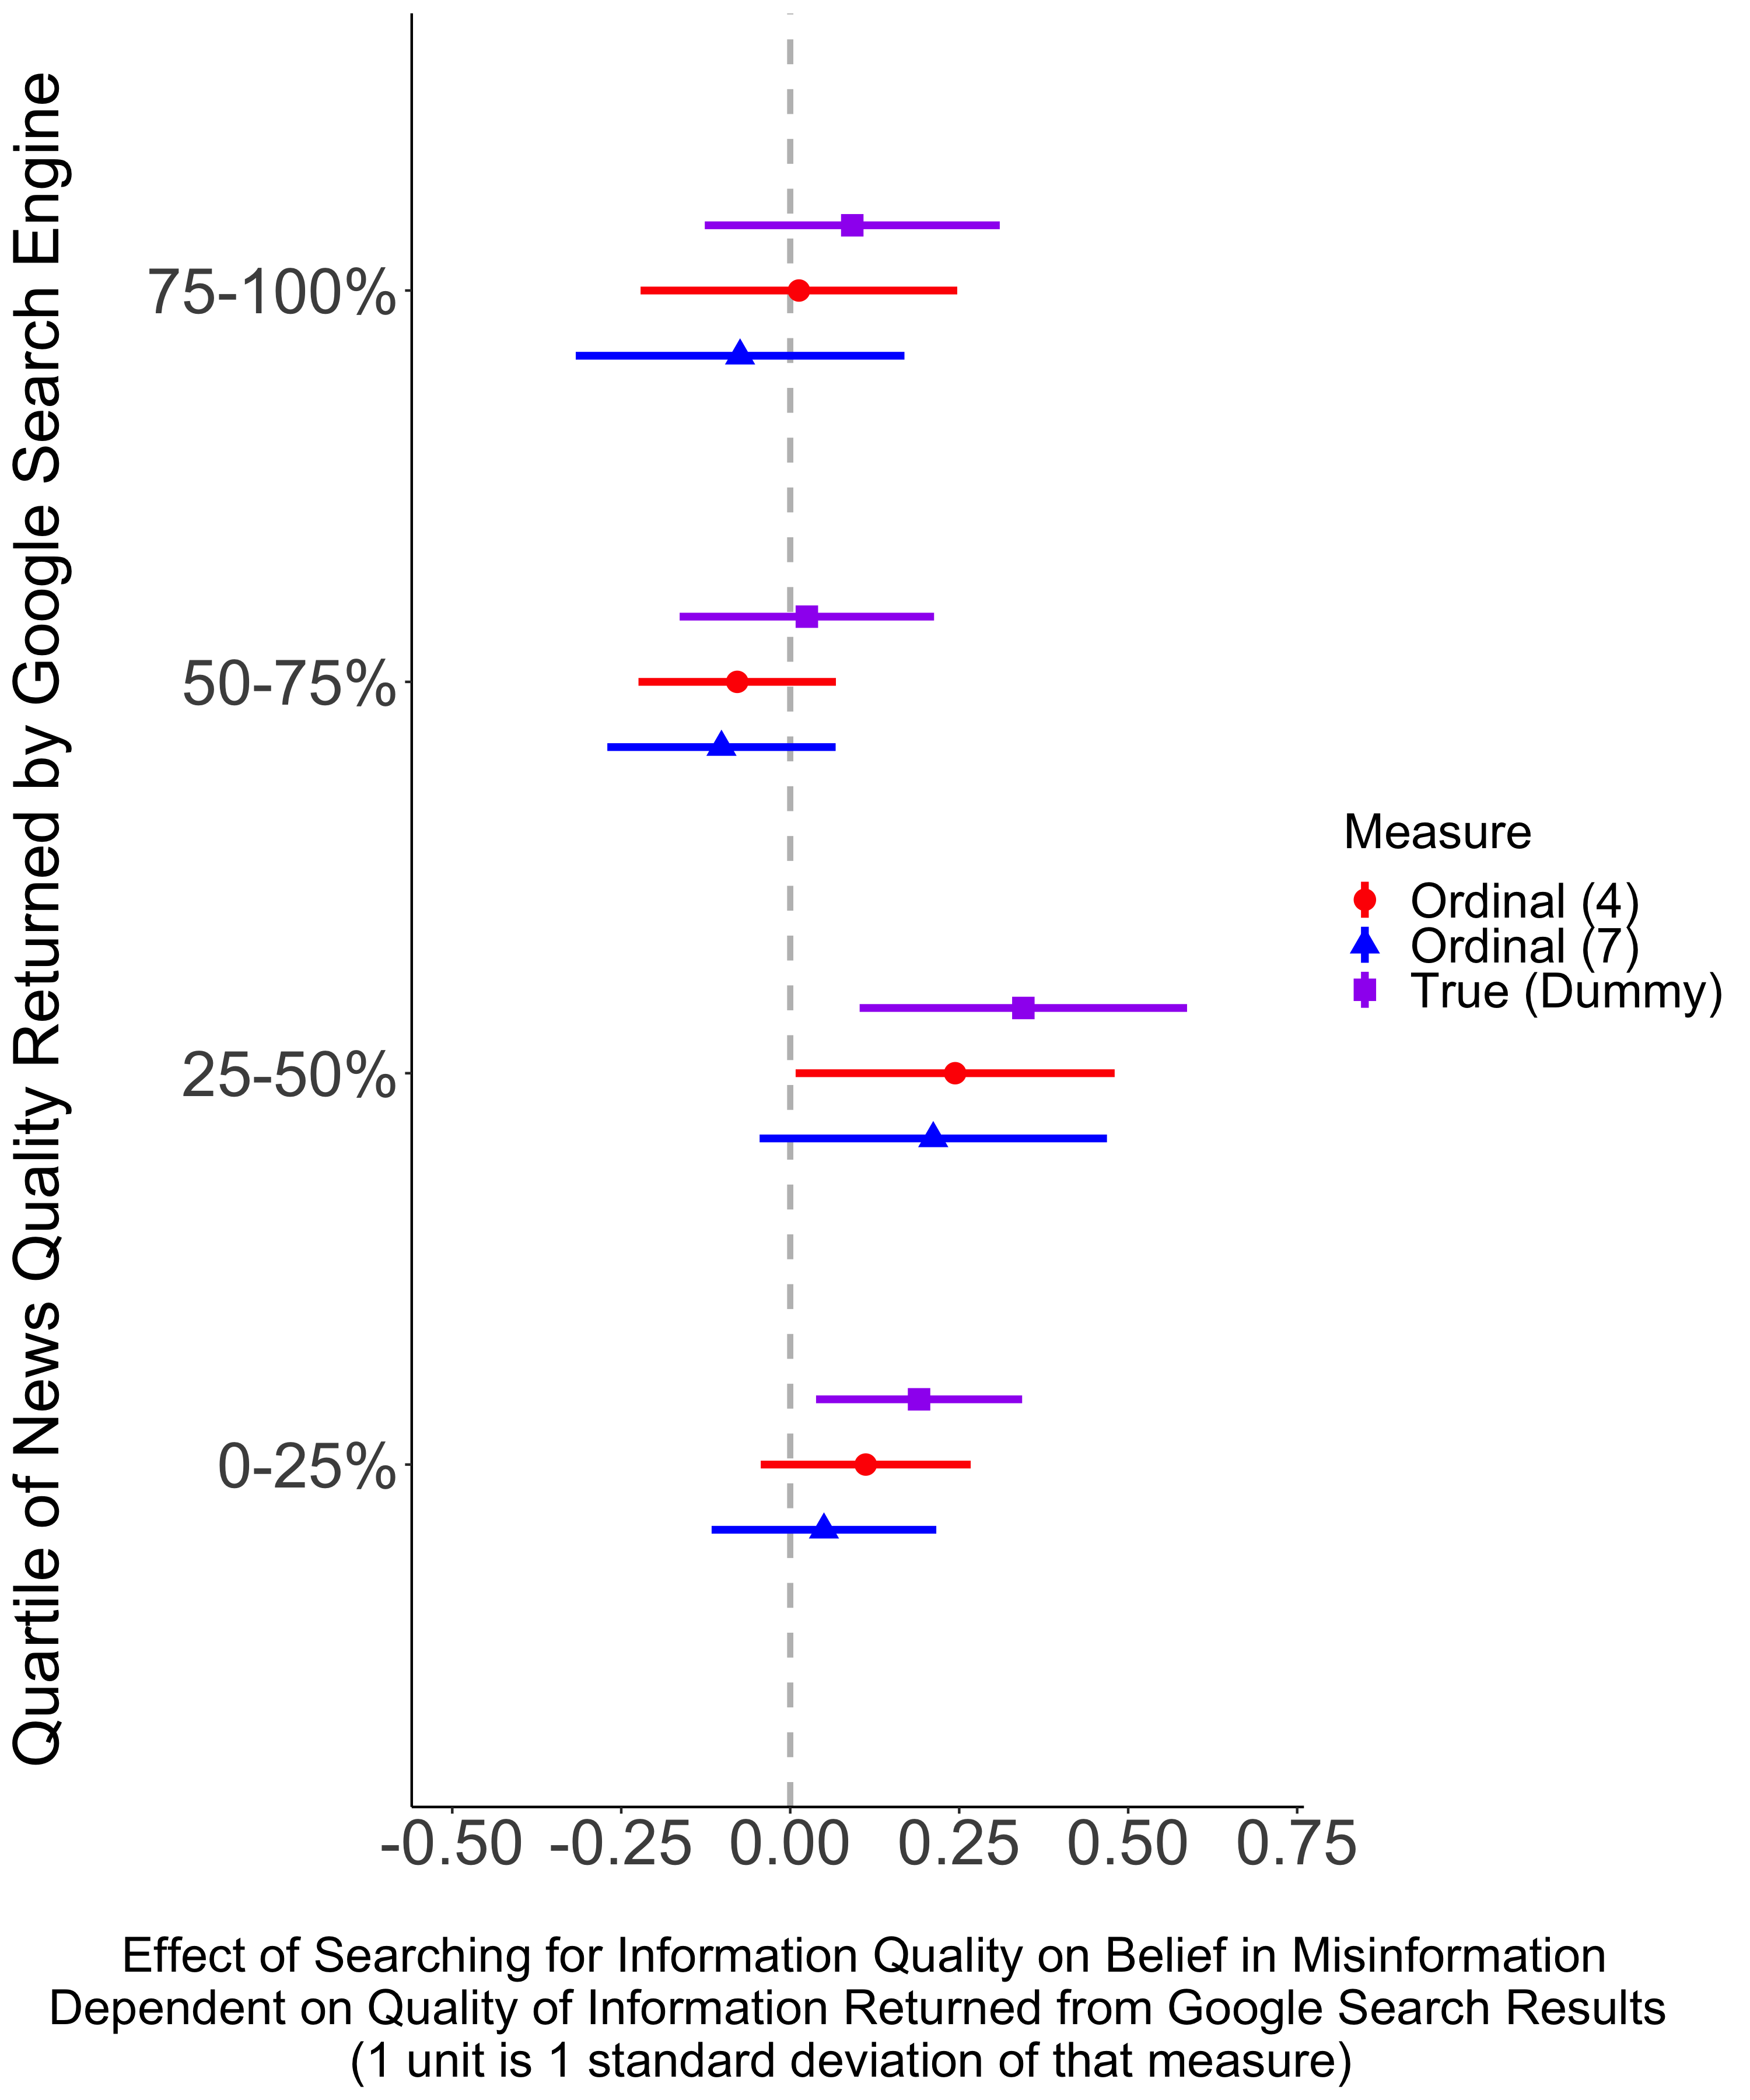 Quartile of News Quality Returned by Google Search Engine
75-100%
50-75%
25-50%
0-25%
Measure
Ordinal (4)
Ordinal (7)
True (Dummy)
-0.50 -0.25 0.00 0.25 0.50 0.75
Effect of Searching for Information Quality on Belief in Misinformation
Dependent on Quality of Information Returned from Google Search Results
(1 unit is 1 standard deviation of that measure)